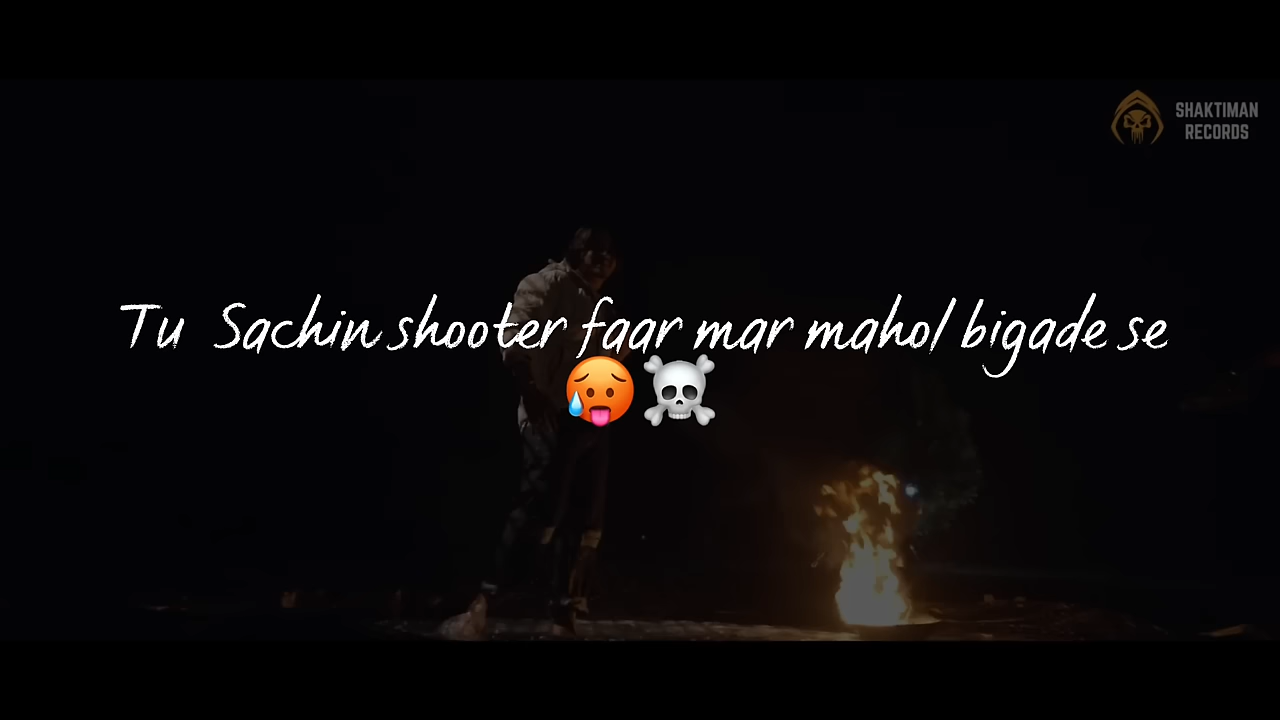 SHAKTIMAN
RECORDS
Tu Sachin shooter faar mar mahol bigade se
🥵☠️